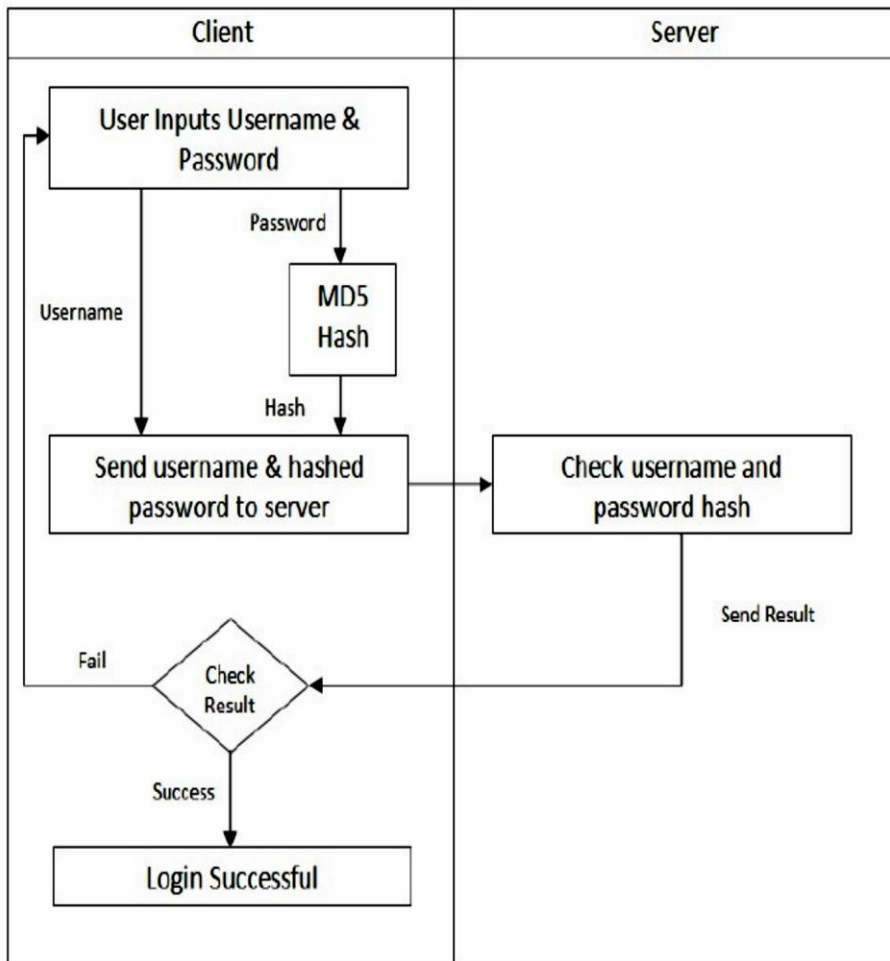 Client
Server
User Inputs Username &
Password
Password
MD5
Hash
Username
Hash
Send username & hashed
password to server
Check username and
password hash
Send Result
Fail
Check
Result
Success
Login Successful